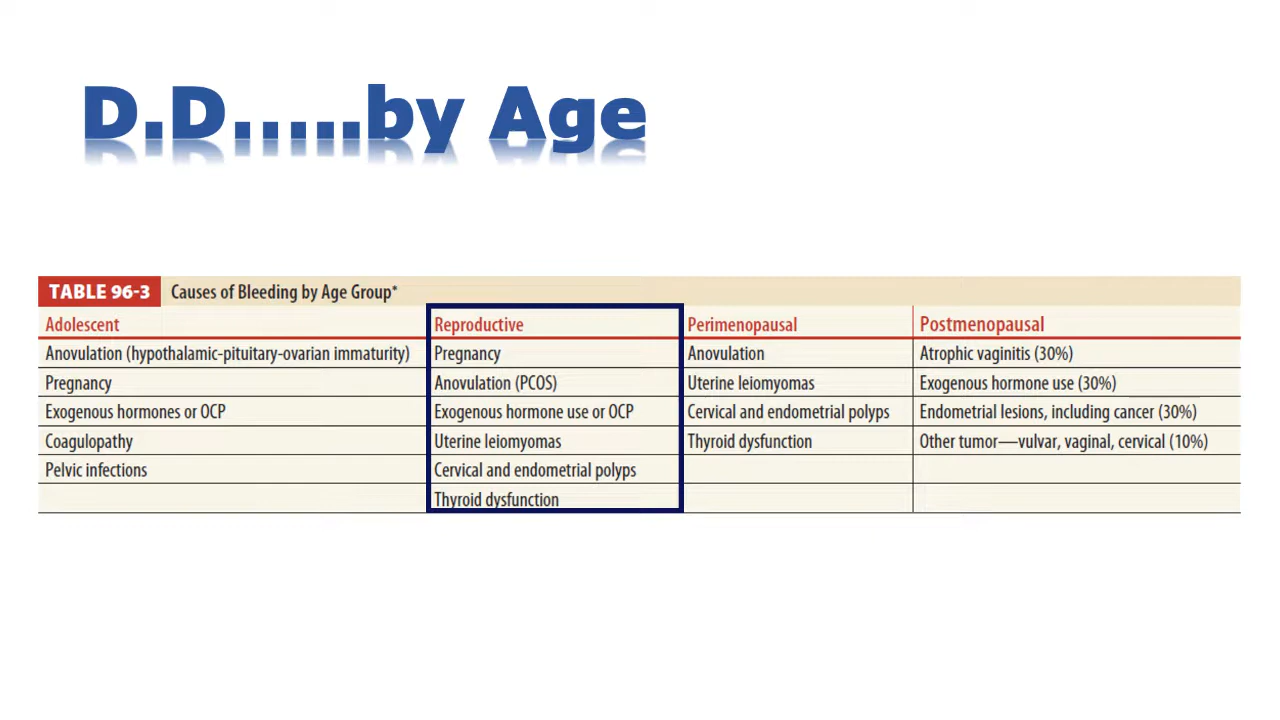 D.D.....by Age
TABLE 96-3 Causes of Bleeding by Age Group*
Adolescent Reproductive Perimenopausal Postmenopausal
Anovulation (hypothalamic-pituitary-ovarian immaturity) Pregnancy Anovulation Atrophic vaginitis (30%)
Pregnancy Anovulation (PCOS) Uterine leiomyomas Exogenous hormone use (30%)
Exogenous hormones or OCP Exogenous hormone use or OCP Cervical and endometrial polyps Endometrial lesions, including cancer (30%)
Coagulopathy Uterine leiomyomas Thyroid dysfunction Other tumor—vulvar, vaginal, cervical (10%)
Pelvic infections Cervical and endometrial polyps
Thyroid dysfunction